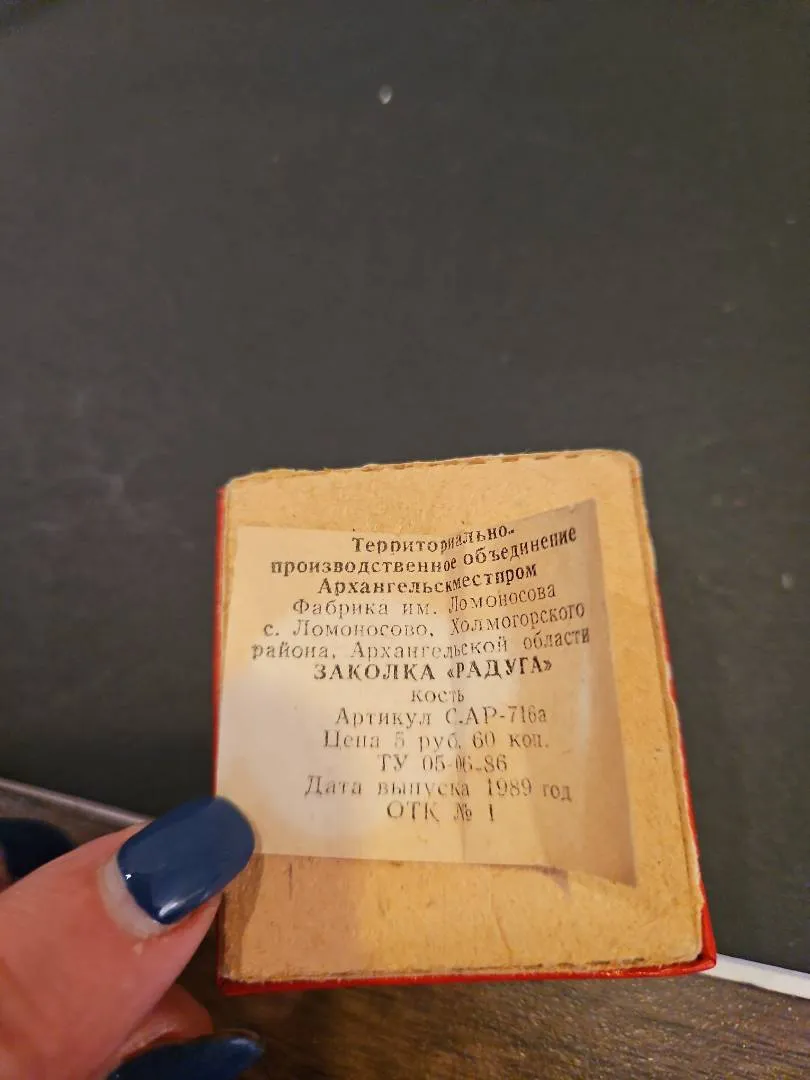 Территориально-
производственное объединение
Архангельскместпром
Фабрика им. Ломоносова
с. Ломоносово, Холмогорского
района, Архангельской области
ЗАКОЛКА «РАДУГА»
кость
Артикул С.АР-716а
Цена 5 руб. 60 коп.
ТУ 05-06.86
Дата выпуска 1989 год
ОТК № 1